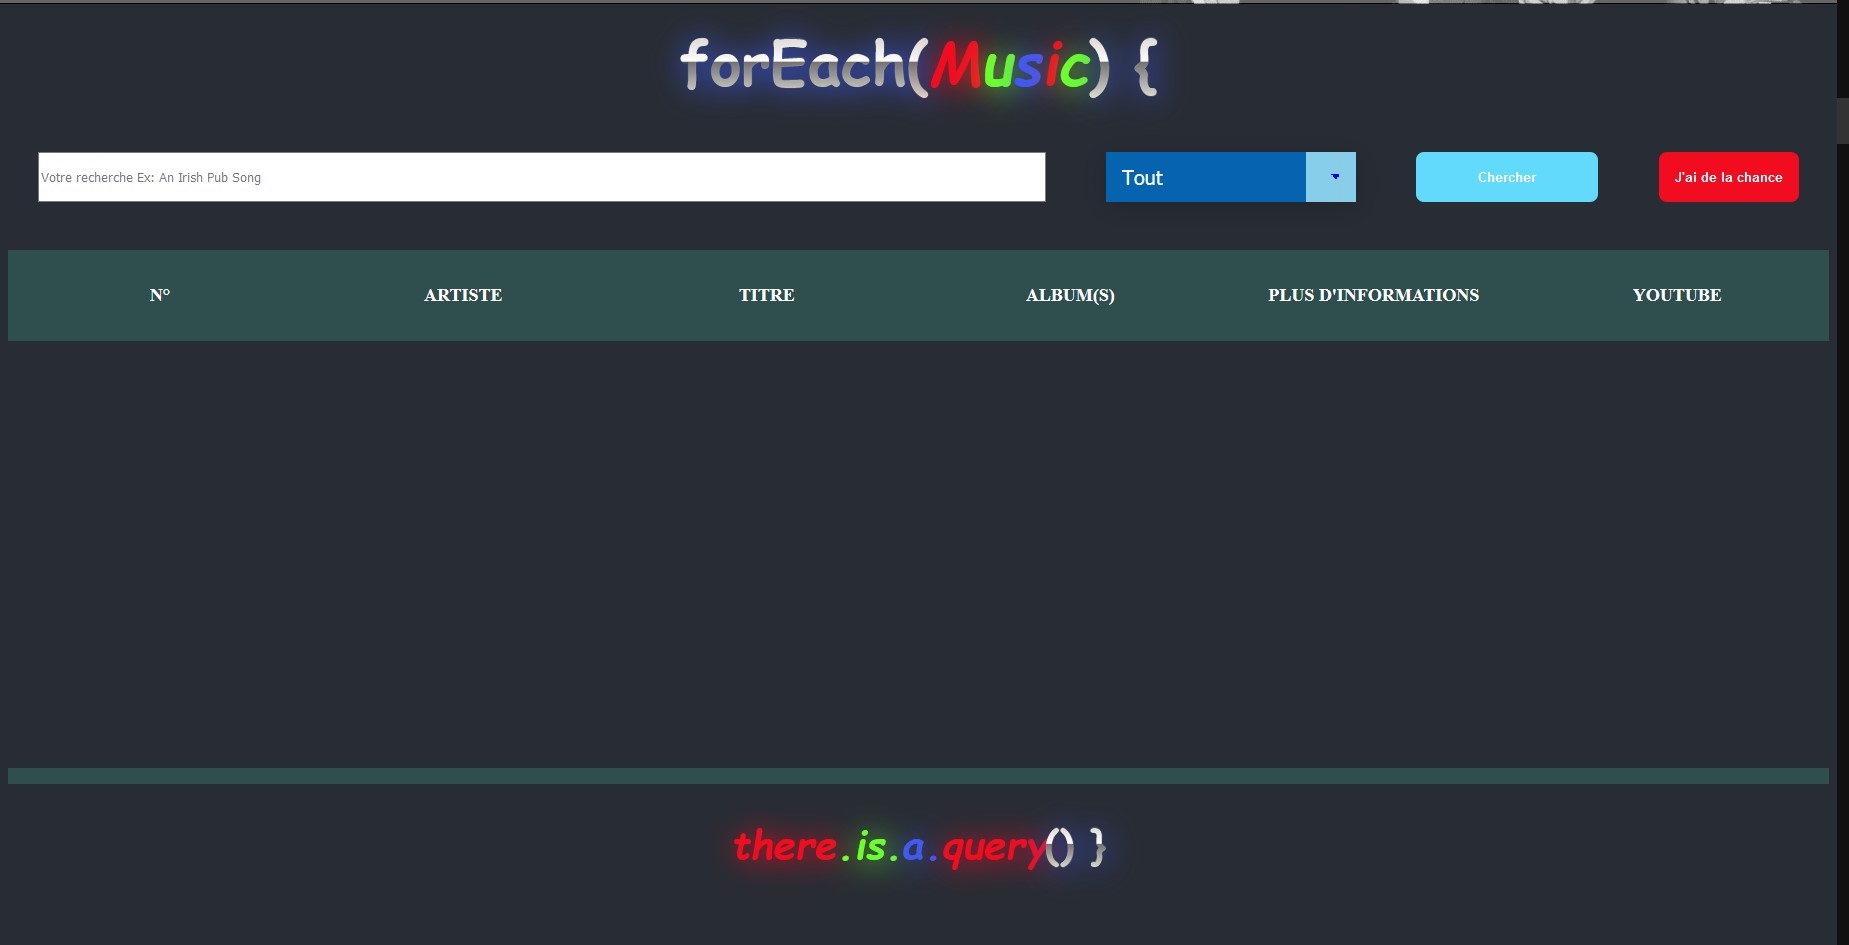 forEach(Music) {
Votre recherche Ex: An Irish Pub Song
Tout
Chercher
J'ai de la chance
N° ARTISTE TITRE ALBUM(S) PLUS D'INFORMATIONS YOUTUBE
there.is.a.query() }